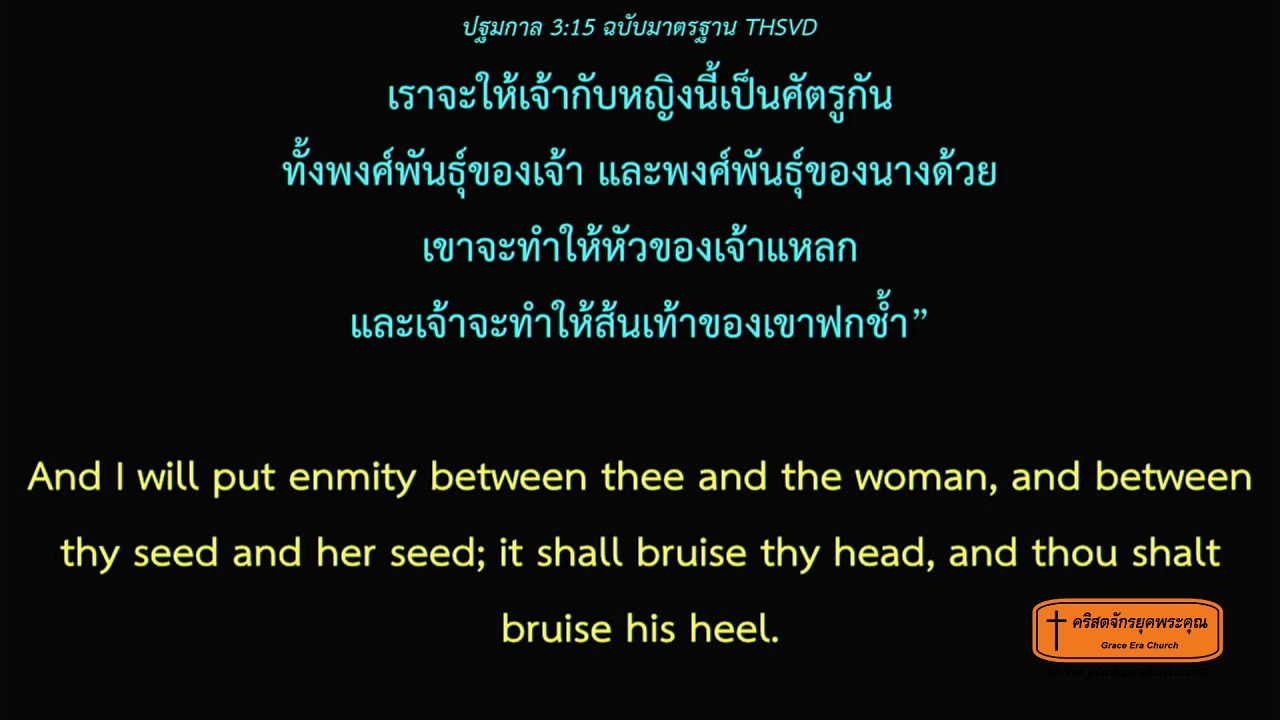 ปฐมกาล 3:15 ฉบับมาตรฐาน THSVD
เราจะให้เจ้ากับหญิงนี้เป็นศัตรูกัน
ทั้งพงศ์พันธุ์ของเจ้า และพงศ์พันธุ์ของนางด้วย
เขาจะทำให้หัวของเจ้าแหลก
และเจ้าจะทำให้ส้นเท้าของเขาฟกช้ำ”
And I will put enmity between thee and the woman, and between
thy seed and her seed; it shall bruise thy head, and thou shalt
bruise his heel.
คริสตจักรยุคพระคุณ
Grace Era Church